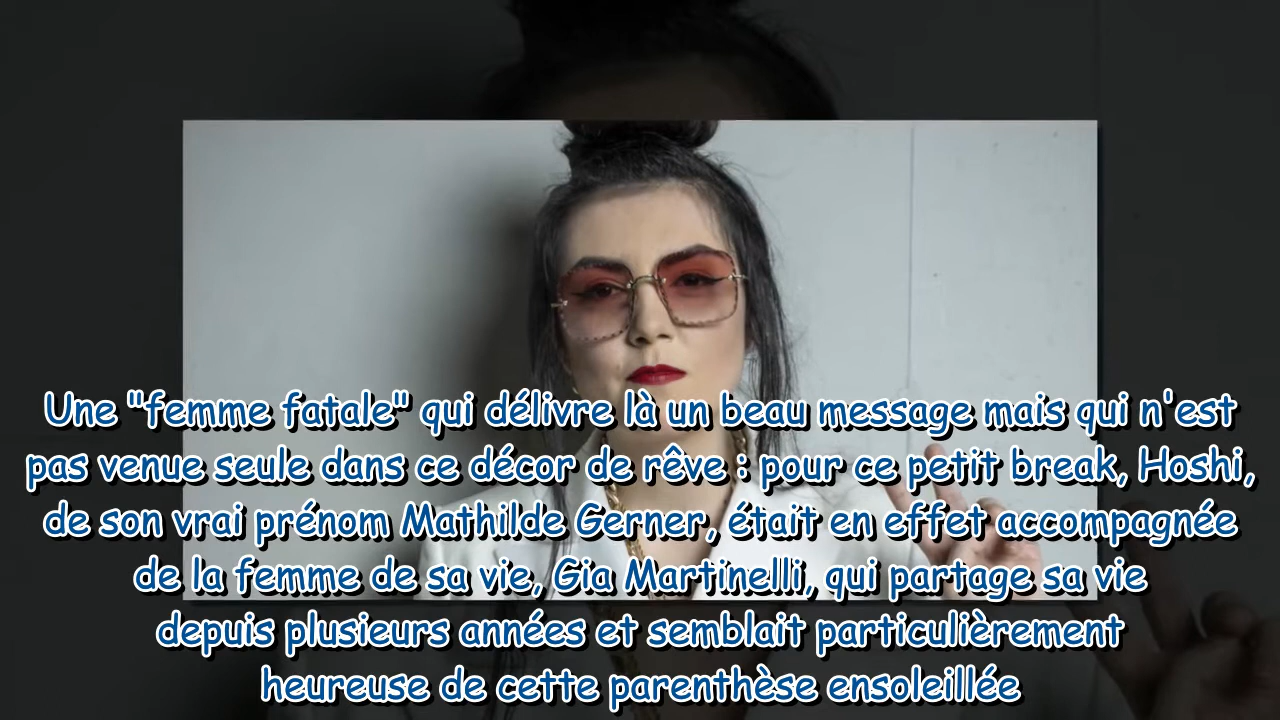 Une "femme fatale" qui délivre là un beau message mais qui n'est
pas venue seule dans ce décor de rêve : pour ce petit break, Hoshi,
de son vrai prénom Mathilde Gerner, était en effet accompagnée
de la femme de sa vie, Gia Martinelli, qui partage sa vie
depuis plusieurs années et semblait particulièrement
heureuse de cette parenthèse ensoleillée